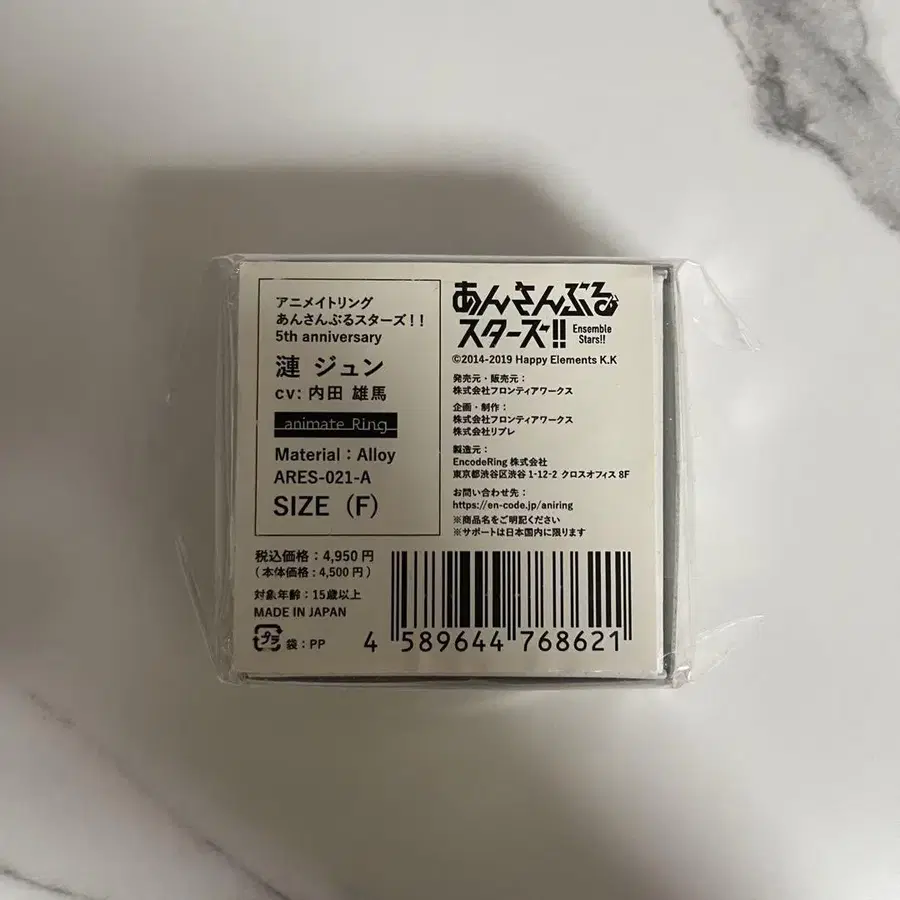 アニメイトリング
あんさんぶるスターズ!!
5th anniversary
漣 ジュン
CV: 内田 雄馬
animate Ring
Material：Alloy
ARES-021-A
SIZE（F）
あんさんぶる
スターズ!!
Ensemble
Stars!!
©2014-2019 Happy Elements K.K
発売元・販売元：
株式会社フロンティアワークス
企画・制作：
株式会社フロンティアワークス
株式会社リブレ
製造元：
EncodeRing 株式会社
東京都渋谷区渋谷 1-12-2 クロスオフィス 8F
お問い合わせ先：
https://en-code.jp/aniring
※商品名をご明記ください
※サポートは日本国内に限ります
税込価格：4,950 円
（本体価格：4,500 円）
対象年齢：15歳以上
MADE IN JAPAN
プラ 袋：PP
4 589644 768621